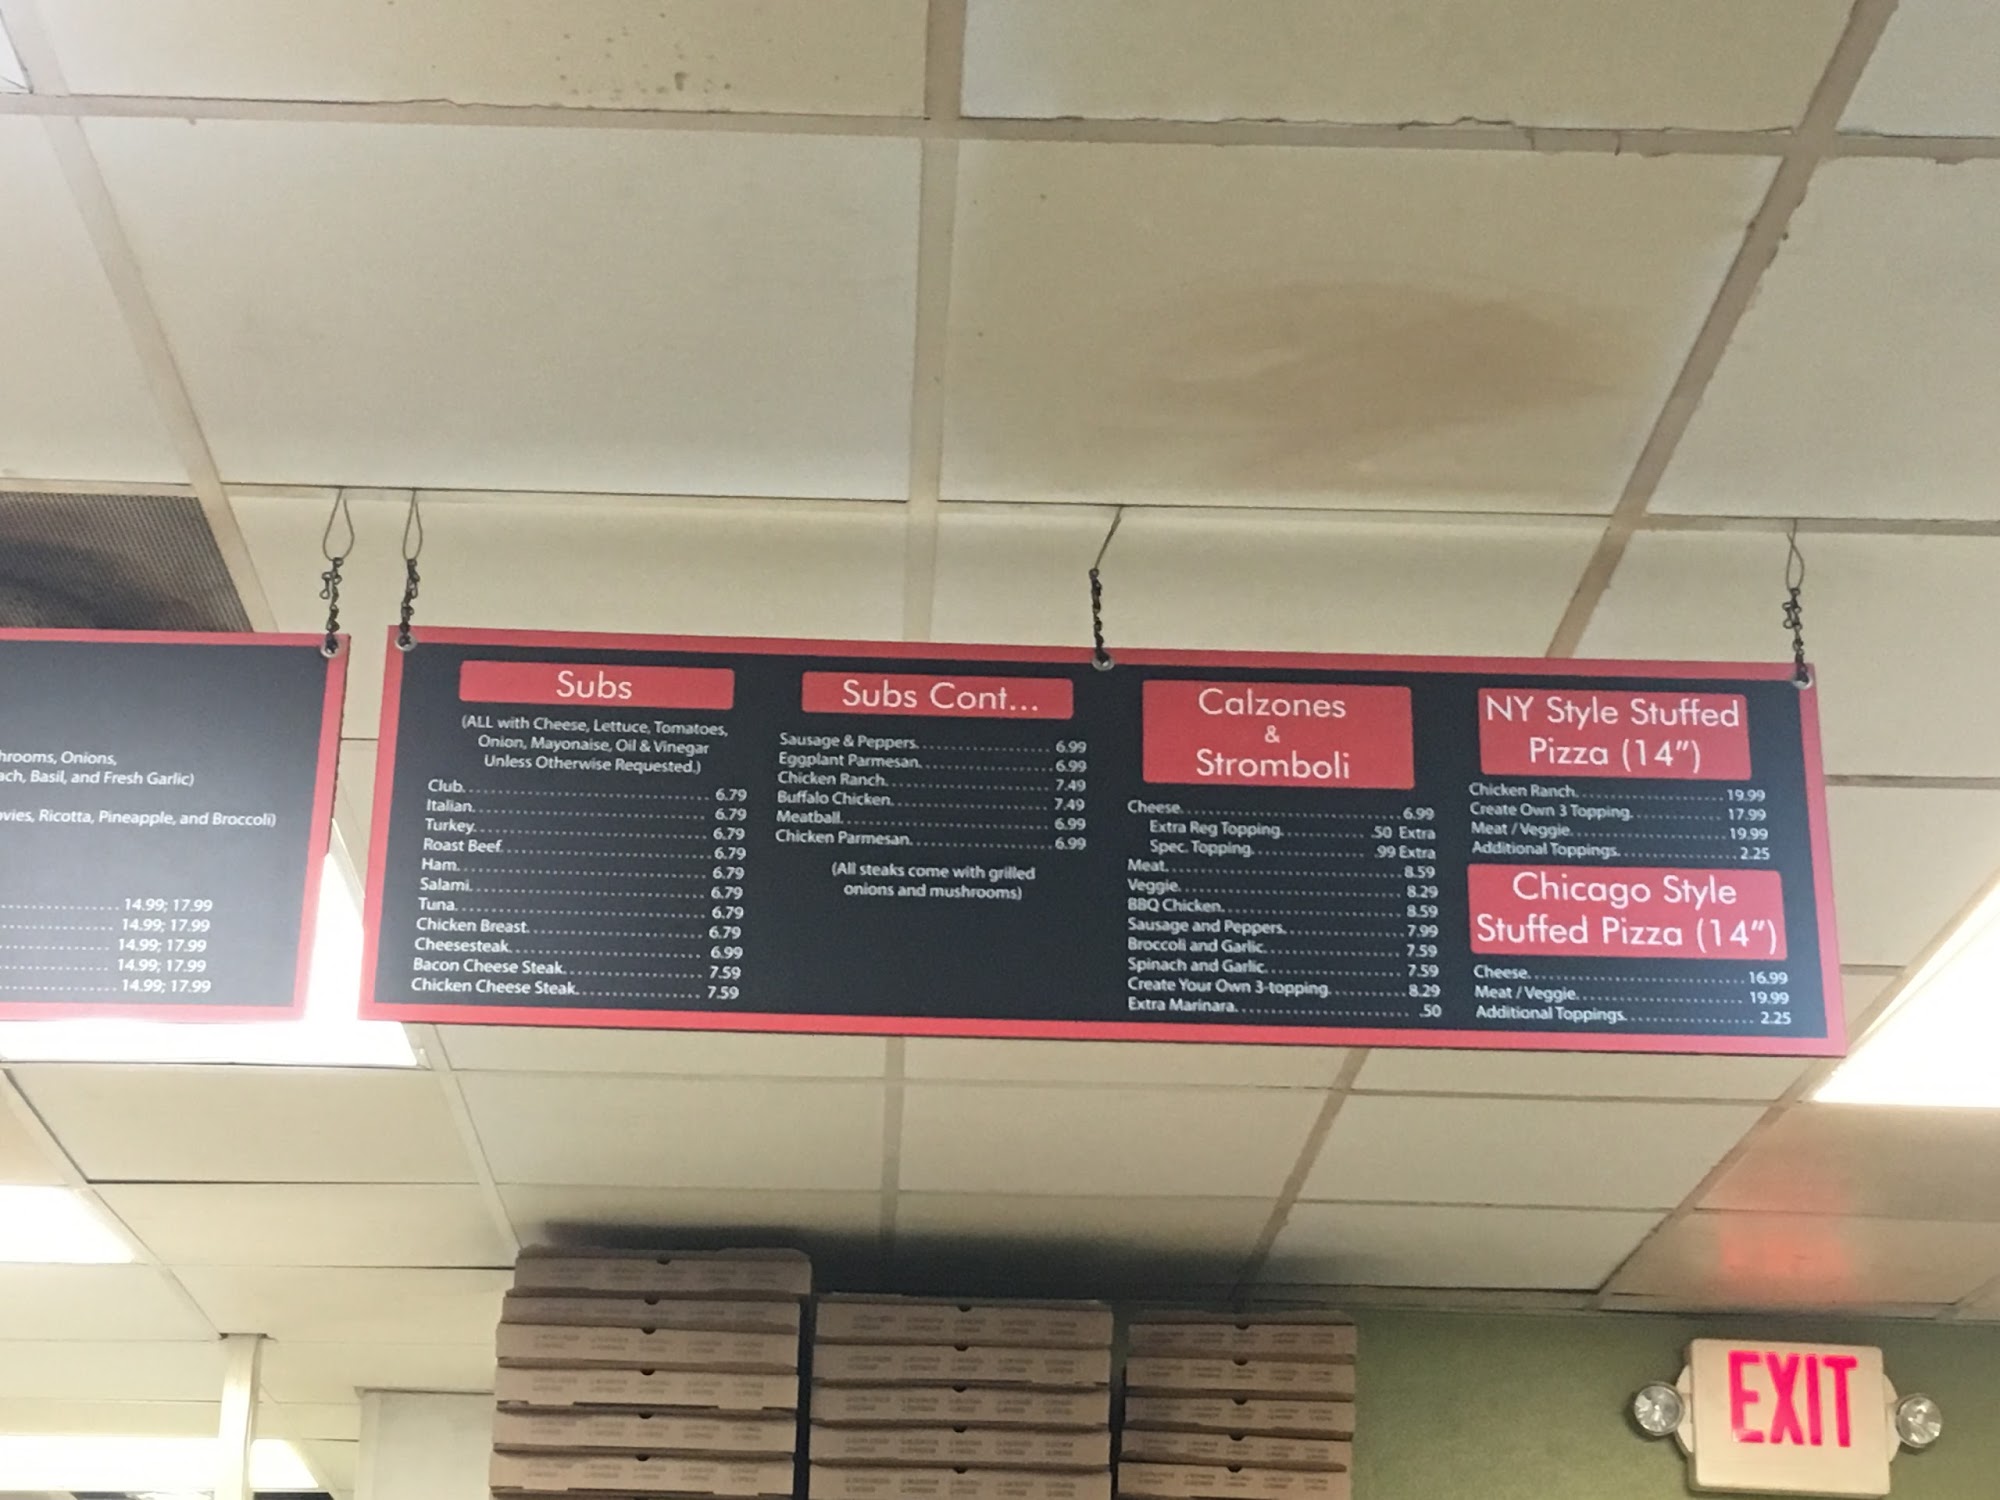 hrooms, Onions,
ach, Basil, and Fresh Garlic)
ovies, Ricotta, Pineapple, and Broccoli)
14.99; 17.99
14.99; 17.99
14.99; 17.99
14.99; 17.99
14.99; 17.99
Subs
(ALL with Cheese, Lettuce, Tomatoes,
Onion, Mayonaise, Oil & Vinegar
Unless Otherwise Requested.)
Club 6.79
Italian 6.79
Turkey 6.79
Roast Beef 6.79
Ham 6.79
Salami 6.79
Tuna 6.79
Chicken Breast 6.79
Cheesesteak 6.99
Bacon Cheese Steak 7.59
Chicken Cheese Steak 7.59
Subs Cont...
Sausage & Peppers 6.99
Eggplant Parmesan 6.99
Chicken Ranch 7.49
Buffalo Chicken 7.49
Meatball 6.99
Chicken Parmesan 6.99
(All steaks come with grilled
onions and mushrooms)
Calzones
&
Stromboli
Cheese 6.99
Extra Reg Topping .50 Extra
Spec. Topping .99 Extra
Meat 8.59
Veggie 8.29
BBQ Chicken 8.59
Sausage and Peppers 7.99
Broccoli and Garlic 7.59
Spinach and Garlic 7.59
Create Your Own 3-topping 8.29
Extra Marinara .50
NY Style Stuffed
Pizza (14")
Chicken Ranch 19.99
Create Own 3 Topping 17.99
Meat / Veggie 19.99
Additional Toppings 2.25
Chicago Style
Stuffed Pizza (14")
Cheese 16.99
Meat / Veggie 19.99
Additional Toppings 2.25
EXIT